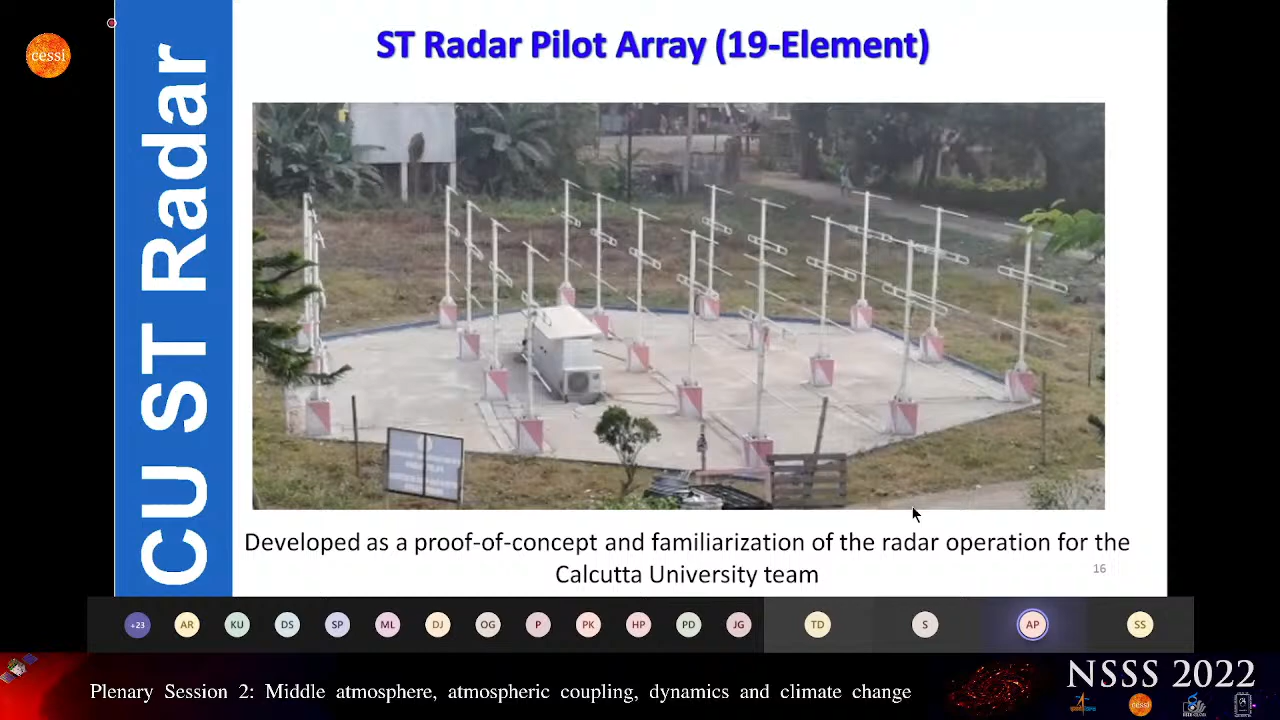 cessi
CU ST Radar
ST Radar Pilot Array (19-Element)
Developed as a proof-of-concept and familiarization of the radar operation for the
Calcutta University team
16
+23
AR
KU
DS
SP
ML
DJ
OG
P
PK
HP
PD
JG
TD
S
AP
SS
Plenary Session 2: Middle atmosphere, atmospheric coupling, dynamics and climate change
NSSS 2022
cessi